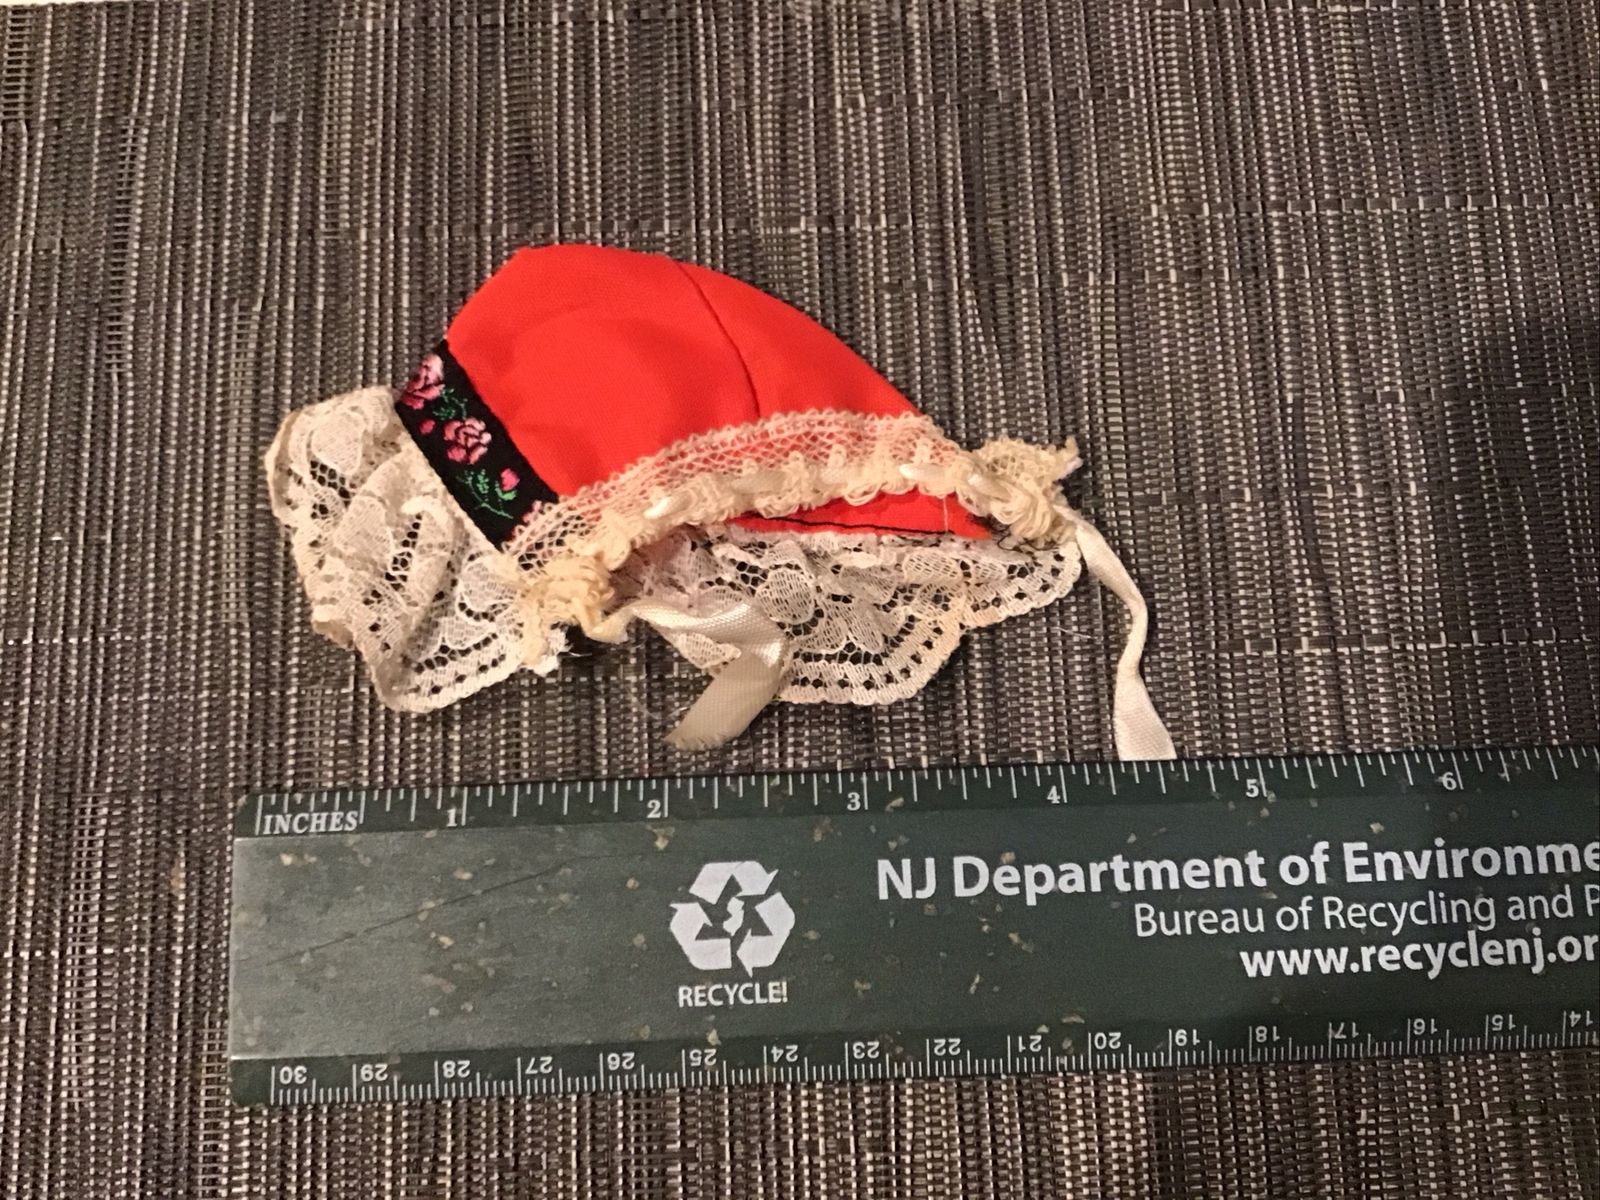 INCHES 1 2 3 4 5 6
NJ Department of Environme
Bureau of Recycling and P
www.recyclenj.or
RECYCLE!
30 29 28 27 26 25 24 23 22 21 20 19 18 17 16 15 14